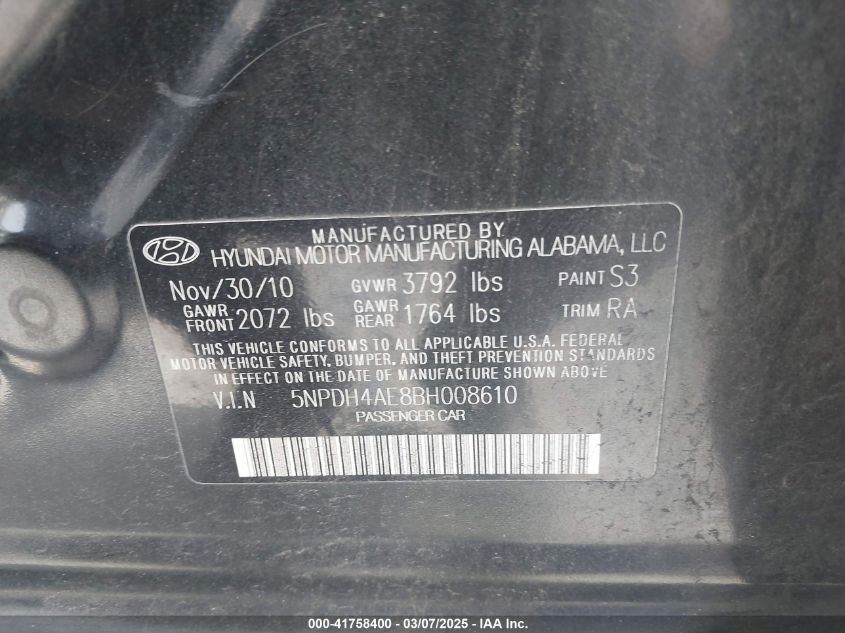 MANUFACTURED BY
HYUNDAI MOTOR MANUFACTURING ALABAMA, LLC
Nov/30/10 GVWR 3792 lbs PAINT S3
GAWR FRONT 2072 lbs GAWR REAR 1764 lbs TRIM RA
THIS VEHICLE CONFORMS TO ALL APPLICABLE U.S.A. FEDERAL
MOTOR VEHICLE SAFETY, BUMPER, AND THEFT PREVENTION STANDARDS
IN EFFECT ON THE DATE OF MANUFACTURE SHOWN ABOVE
V.I.N 5NPDH4AE8BH008610
PASSENGER CAR
000-41758400 - 03/07/2025 - IAA Inc.